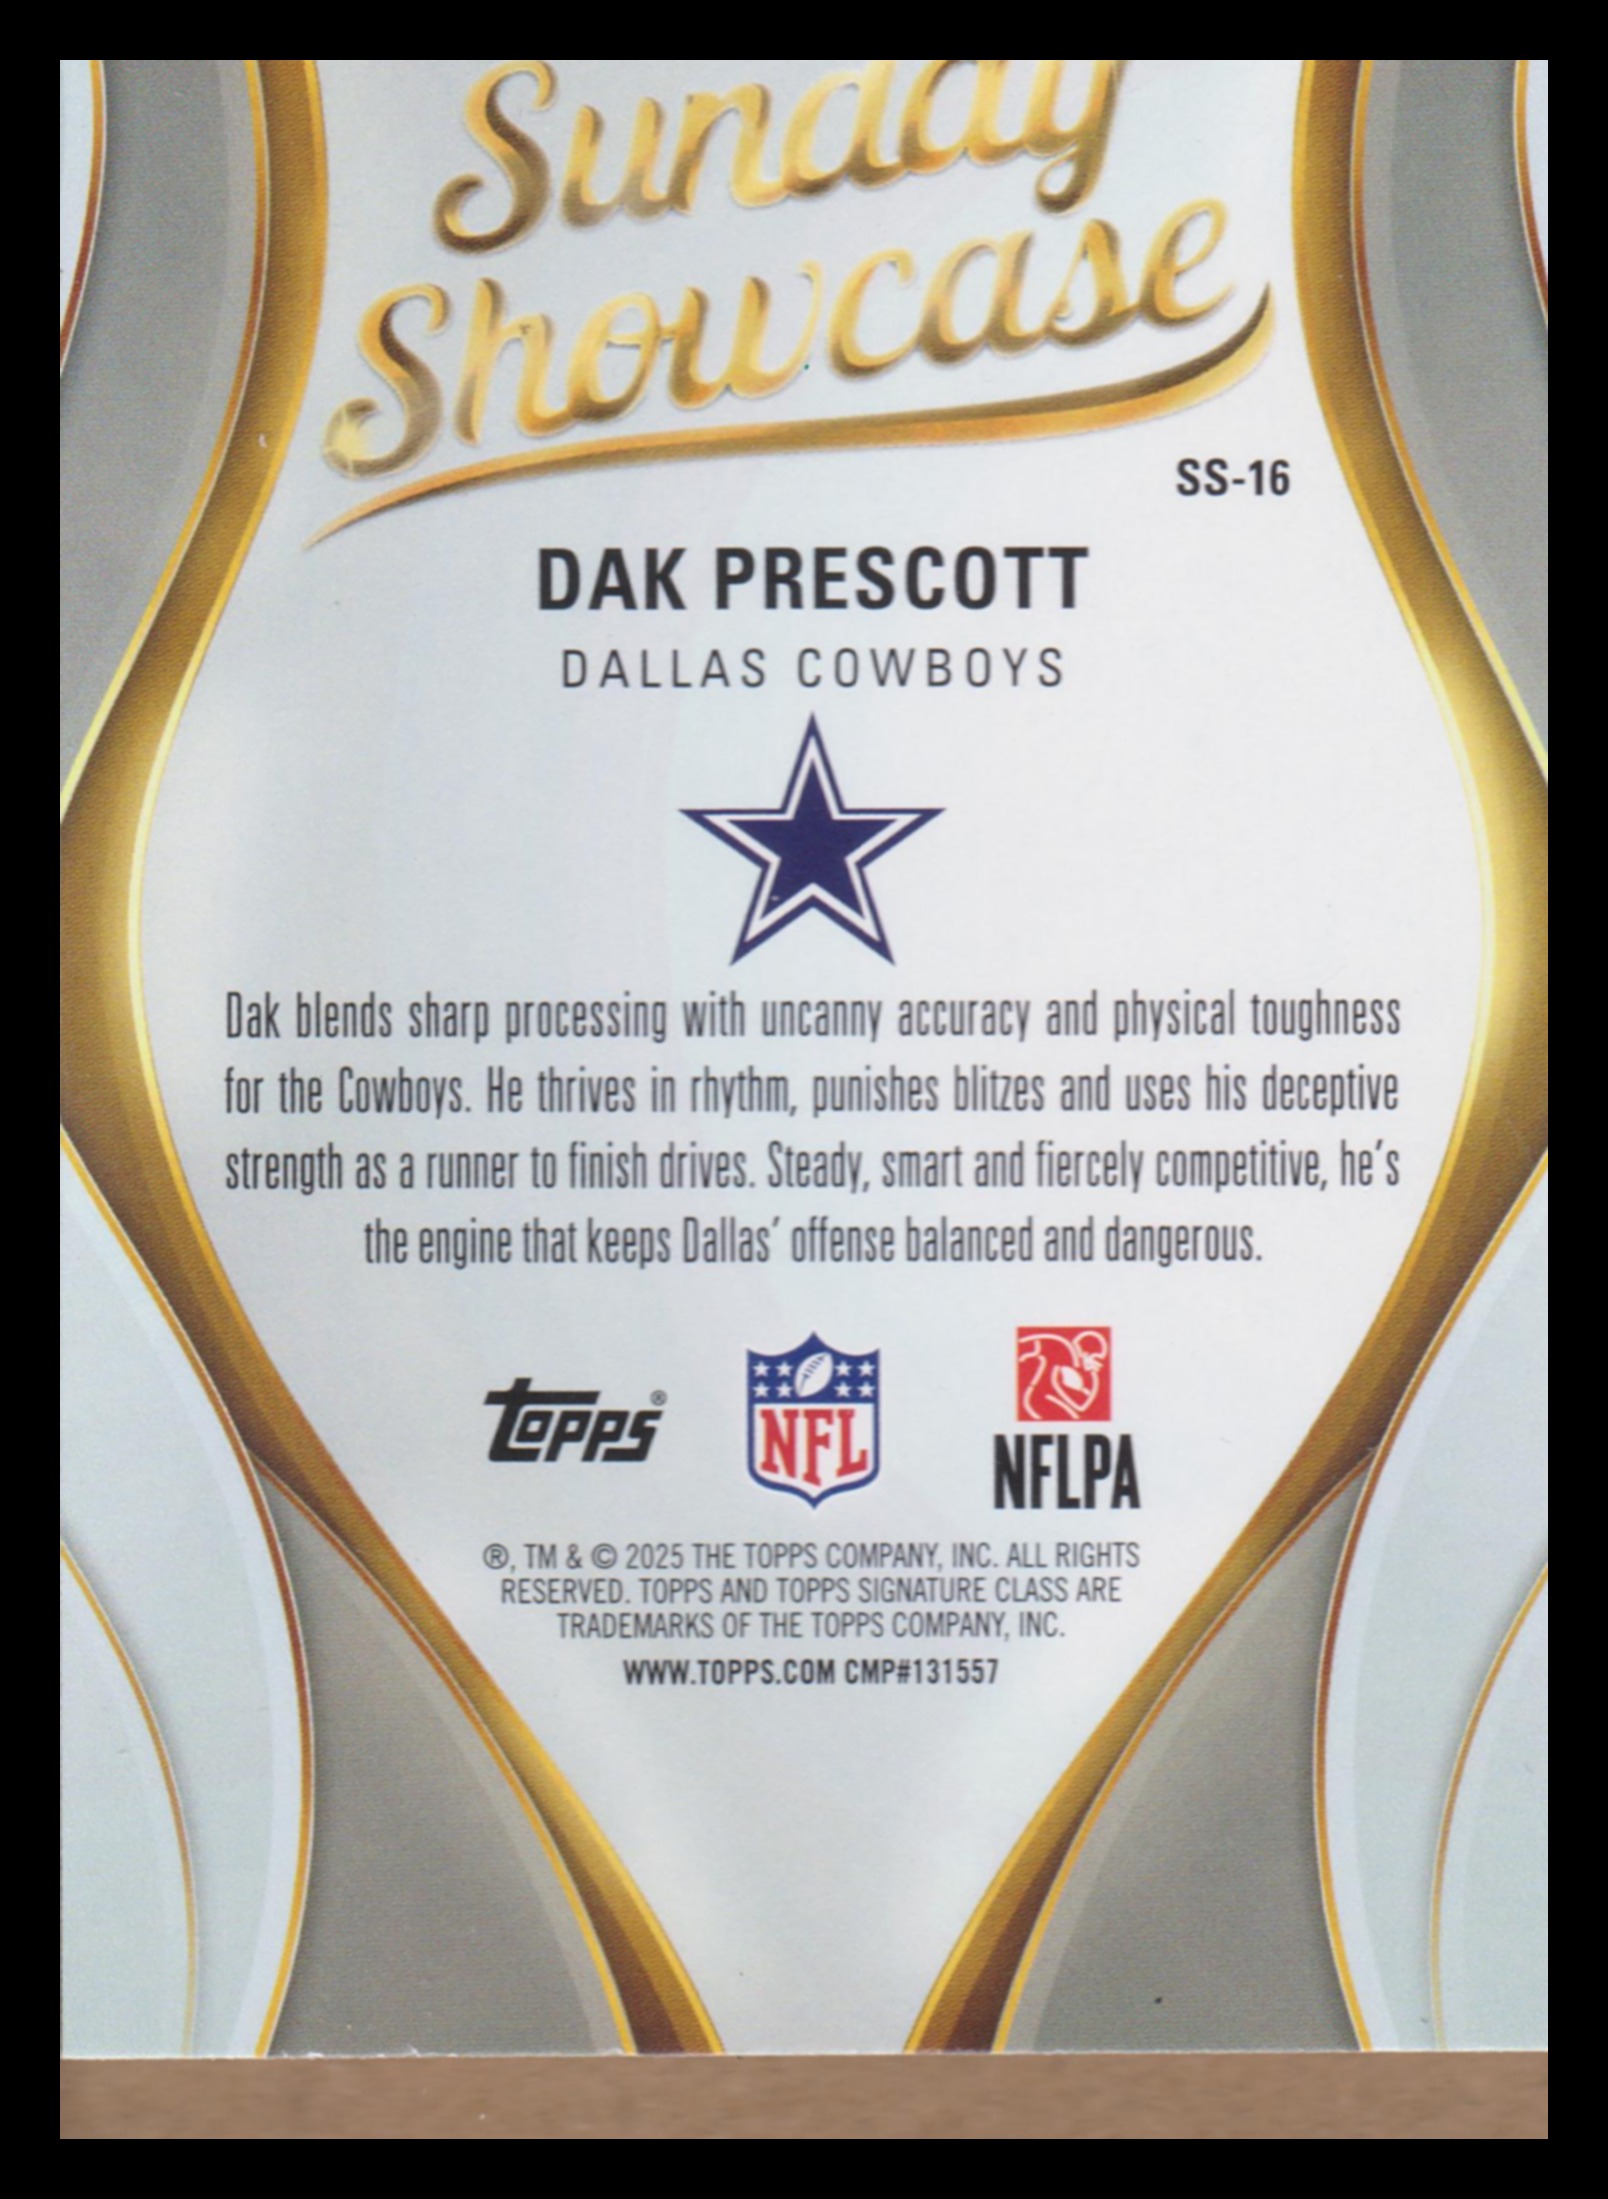 Sunday
Showcase
SS-16
DAK PRESCOTT
DALLAS COWBOYS
Dak blends sharp processing with uncanny accuracy and physical toughness
for the Cowboys. He thrives in rhythm, punishes blitzes and uses his deceptive
strength as a runner to finish drives. Steady, smart and fiercely competitive, he's
the engine that keeps Dallas' offense balanced and dangerous.
topps®
NFL
NFLPA
®, TM & © 2025 THE TOPPS COMPANY, INC. ALL RIGHTS
RESERVED. TOPPS AND TOPPS SIGNATURE CLASS ARE
TRADEMARKS OF THE TOPPS COMPANY, INC.
WWW.TOPPS.COM CMP#131557